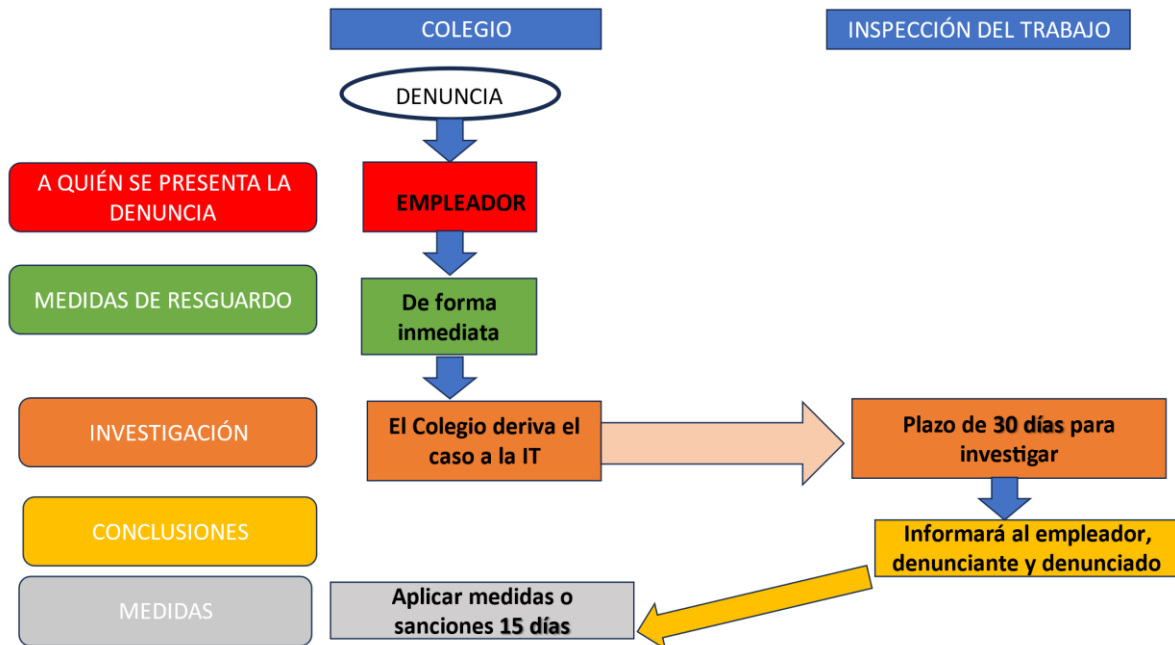 COLEGIO
INSPECCIÓN DEL TRABAJO
DENUNCIA
A QUIÉN SE PRESENTA LA
DENUNCIA
EMPLEADOR
MEDIDAS DE RESGUARDO
De forma
inmediata
INVESTIGACIÓN
El Colegio deriva el
caso a la IT
Plazo de 30 días para
investigar
CONCLUSIONES
Informará al empleador,
denunciante y denunciado
MEDIDAS
Aplicar medidas o
sanciones 15 días